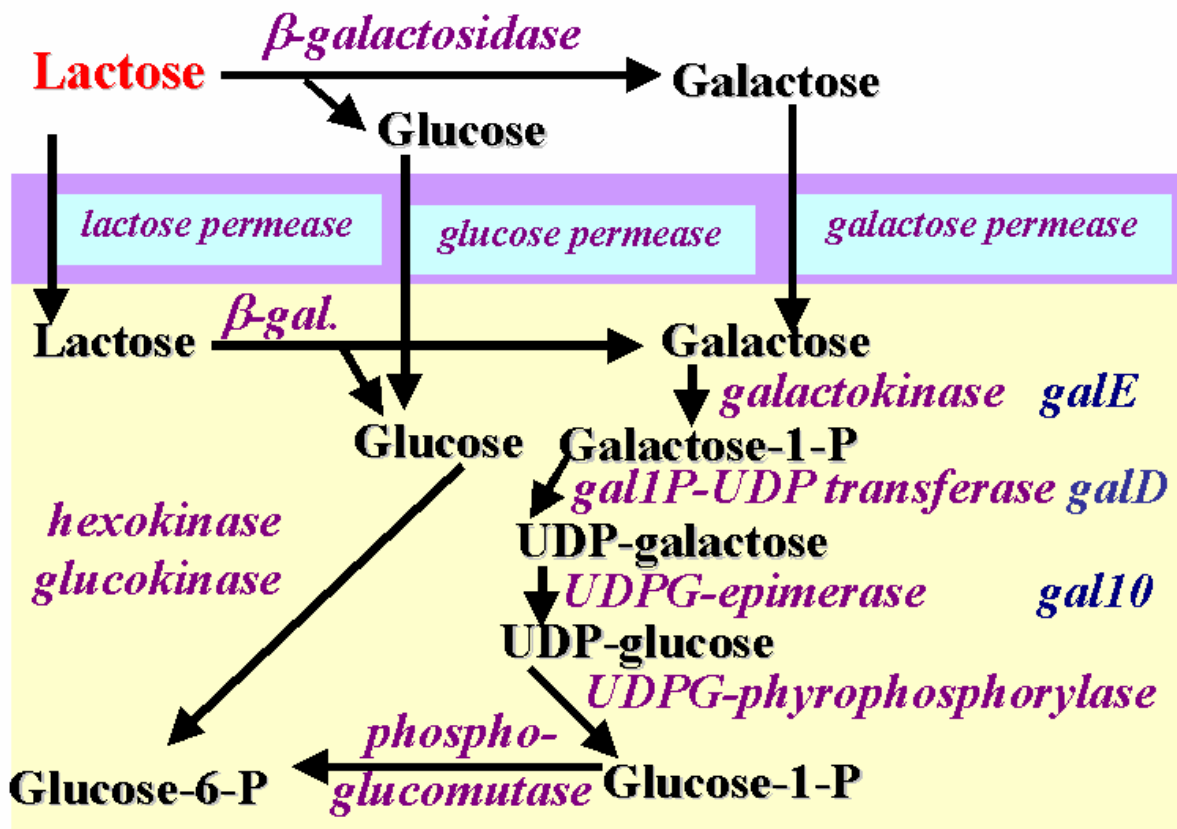 β-galactosidase
Lactose
Galactose
Glucose
lactose permease
glucose permease
galactose permease
β-gal.
Lactose
Galactose
galactokinase galE
Glucose
Galactose-1-P
gal1P-UDP transferase galD
hexokinase
UDP-galactose
glucokinase
UDPG-epimerase gal10
UDP-glucose
UDPG-phyrophosphorylase
phospho-
glucomutase
Glucose-6-P
Glucose-1-P